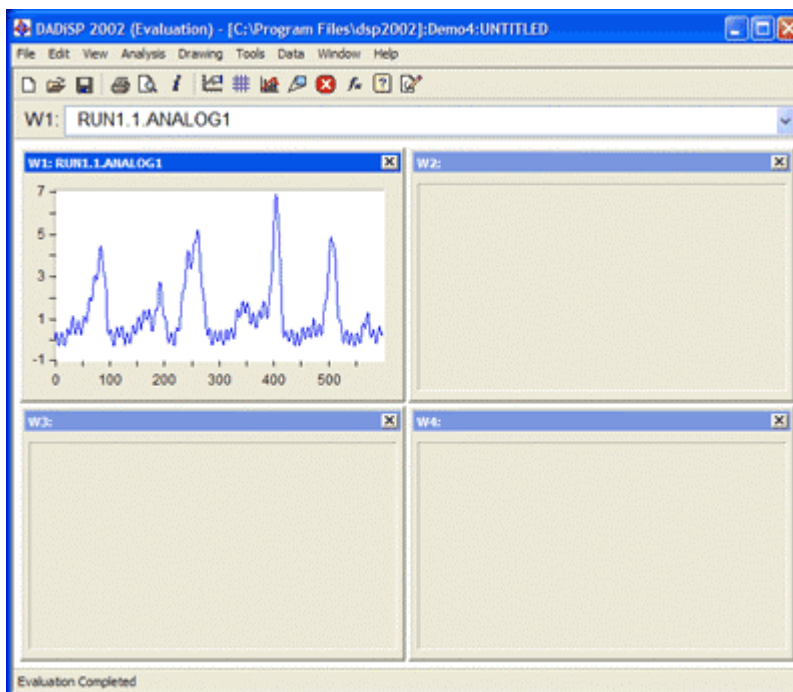 DADiSP 2002 (Evaluation) - [C:\Program Files\dsp2002]:Demo4:UNTITLED
File Edit View Analysis Drawing Tools Data Window Help
W1: RUN1.1.ANALOG1
W1: RUN1.1.ANALOG1
W2:
7
5
3
1
-1
0 100 200 300 400 500
W3:
W4:
Evaluation Completed